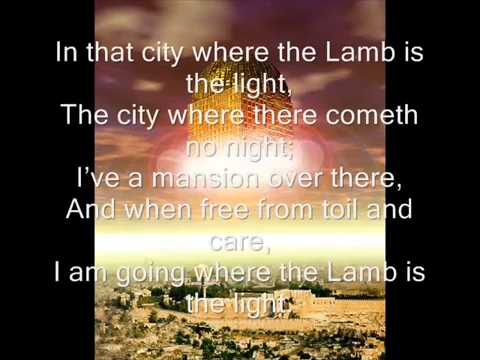 In that city where the Lamb is
the light,
The city where there cometh
no night;
I've a mansion over there,
And when free from toil and
care,
I am going where the Lamb is
the light.